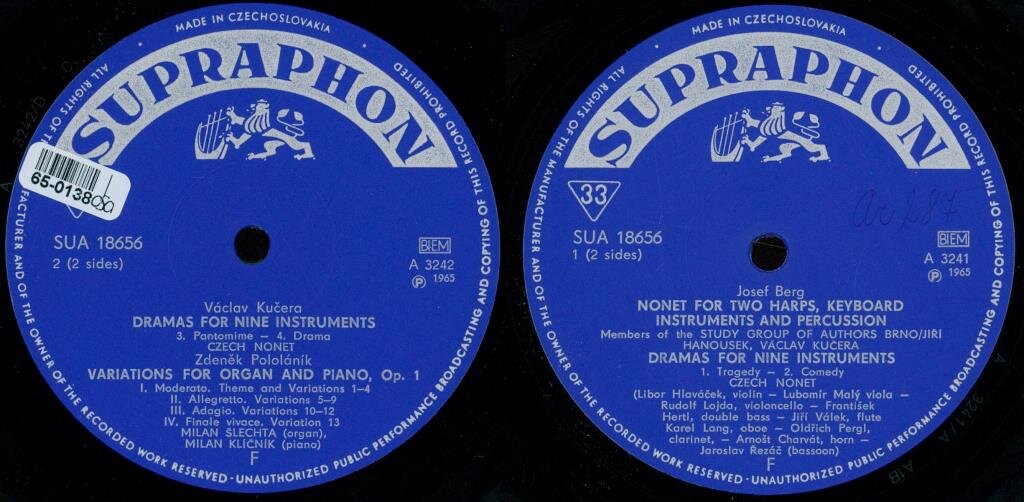 MADE IN CZECHOSLOVAKIA
SUPRAPHON
ALL RIGHTS OF THE MANUFACTURER AND OF THE OWNER OF THE RECORDED WORK RESERVED - UNAUTHORIZED PUBLIC PERFORMANCE BROADCASTING AND COPYING OF THIS RECORD PROHIBITED
65-0138
SUA 18656
2 (2 sides)
BIEM
A 3242
Ⓟ 1965
Václav Kučera
DRAMAS FOR NINE INSTRUMENTS
3. Pantomime – 4. Drama
CZECH NONET
Zdeněk Pololáník
VARIATIONS FOR ORGAN AND PIANO, Op. 1
I. Moderato. Theme and Variations 1–4
II. Allegretto. Variations 5–9
III. Adagio. Variations 10–12
IV. Finale vivace. Variation 13
MILAN ŠLECHTA (organ),
MILAN KLIČNÍK (piano)
F
MADE IN CZECHOSLOVAKIA
SUPRAPHON
ALL RIGHTS OF THE MANUFACTURER AND OF THE OWNER OF THE RECORDED WORK RESERVED - UNAUTHORIZED PUBLIC PERFORMANCE BROADCASTING AND COPYING OF THIS RECORD PROHIBITED
33
SUA 18656
1 (2 sides)
BIEM
A 3241
Ⓟ 1965
Josef Berg
NONET FOR TWO HARPS, KEYBOARD
INSTRUMENTS AND PERCUSSION
Members of the STUDY GROUP OF AUTHORS BRNO/JIŘÍ
HANOUSEK, VÁCLAV KUČERA
DRAMAS FOR NINE INSTRUMENTS
1. Tragedy – 2. Comedy
CZECH NONET
(Libor Hlaváček, violin – Lubomír Malý viola –
Rudolf Lojda, violoncello – František
Hertl, double bass – Jiří Válek, flute
Karel Lang, oboe – Oldřich Pergl,
clarinet, – Arnošt Charvát, horn –
Jaroslav Řezáč (bassoon)
F